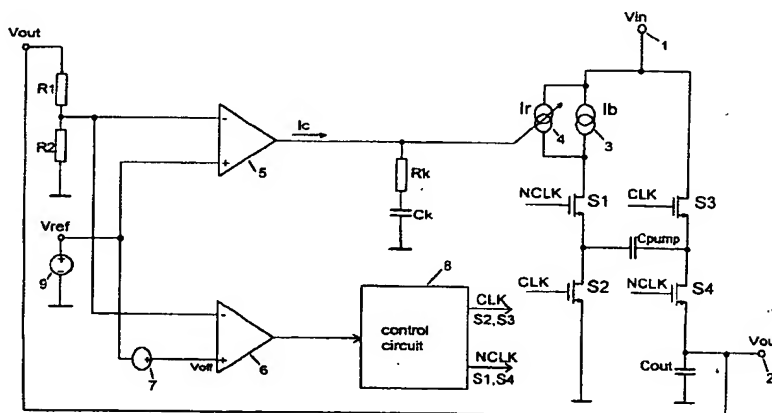 Vin
1
Vout
R1
R2
Ic
5
Ir
4
Ib
3
Rk
Ck
NCLK
S1
CLK
S3
Cpump
Vref
9
8
CLK
S2
NCLK
S4
CLK
S2,S3
control
circuit
NCLK
S1,S4
7
Voff
6
Cout
Vou
2
-
+
-
+
+
-